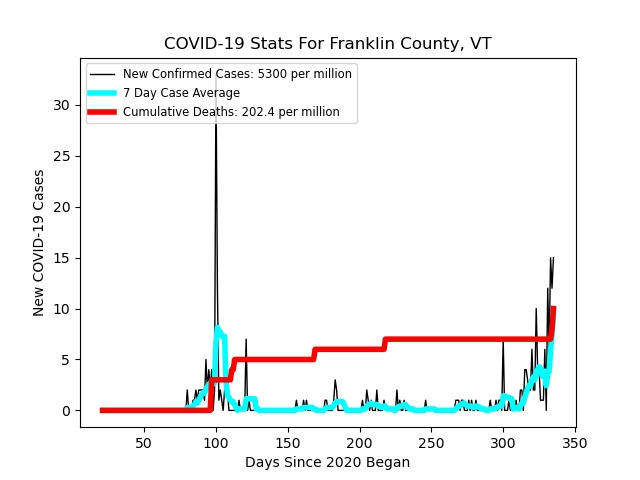 COVID-19 Stats For Franklin County, VT
New Confirmed Cases: 5300 per million
7 Day Case Average
Cumulative Deaths: 202.4 per million
New COVID-19 Cases
30
25
20
15
10
5
0
50
100
150
200
250
300
350
Days Since 2020 Began